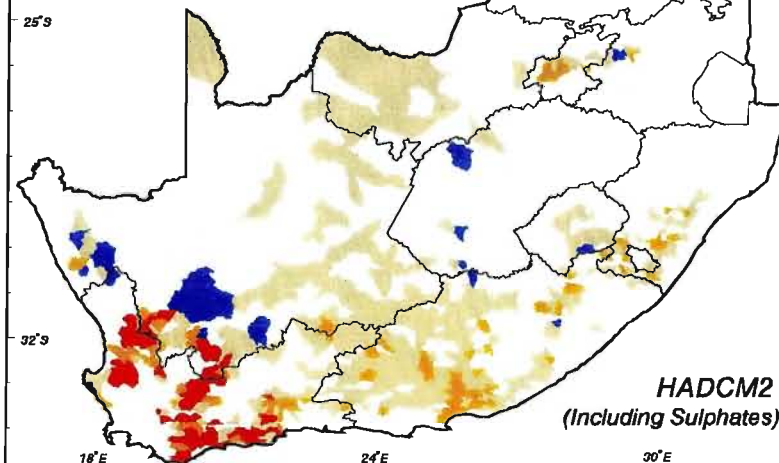 25°S
32°S
HADCM2
(Including Sulphates)
18°E
24°E
30°E